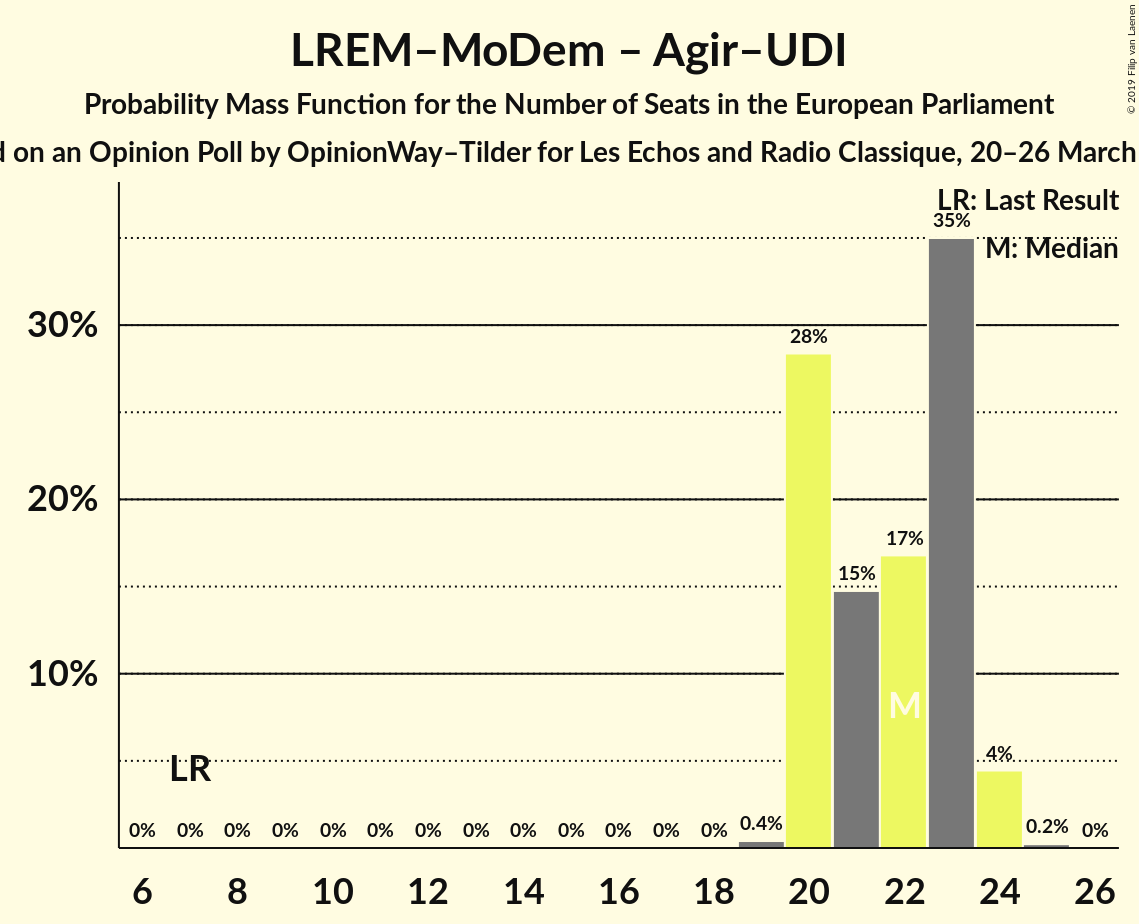 LREM–MoDem – Agir–UDI
Probability Mass Function for the Number of Seats in the European Parliament
on an Opinion Poll by OpinionWay–Tilder for Les Echos and Radio Classique, 20–26 March
© 2019 Filip van Laenen
LR: Last Result
35%
M: Median
30%
28%
20%
17%
15%
10%
M
LR
4%
0% 0% 0% 0% 0% 0% 0% 0% 0% 0% 0% 0% 0% 0.4% 0.2% 0%
6 8 10 12 14 16 18 20 22 24 26